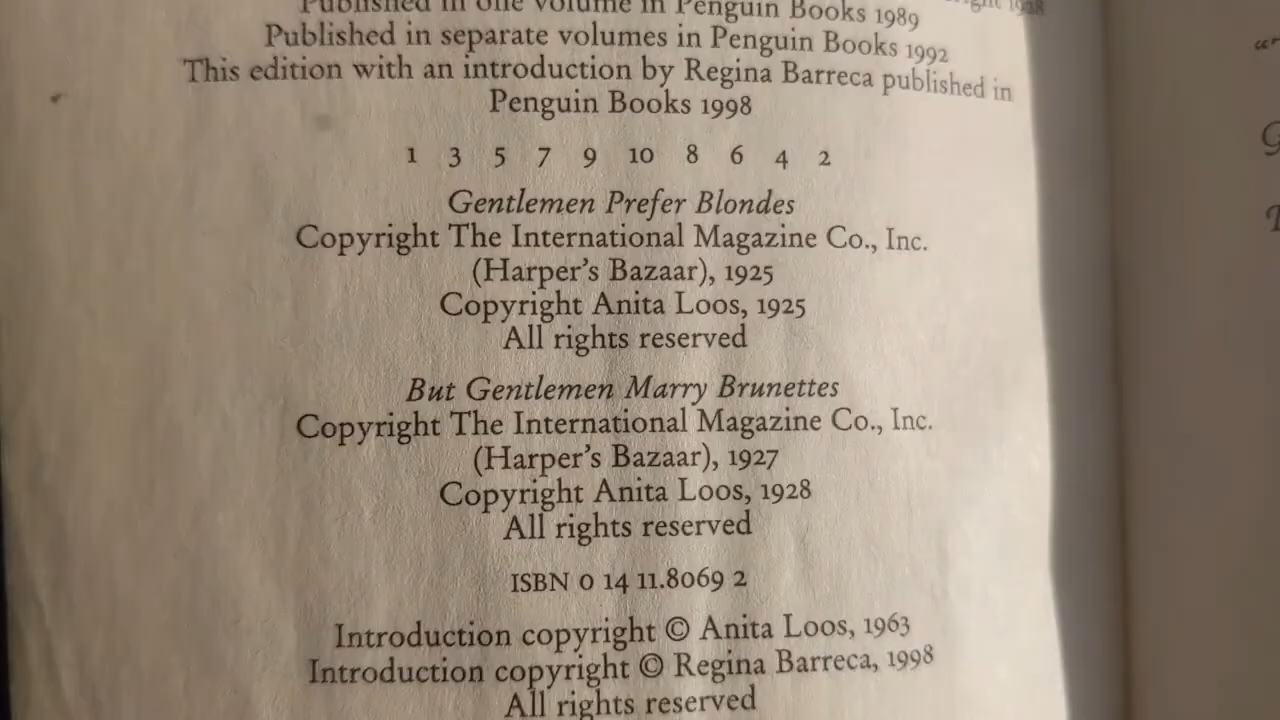 Published in one volume in Penguin Books 1989
Published in separate volumes in Penguin Books 1992
This edition with an introduction by Regina Barreca published in
Penguin Books 1998
1 3 5 7 9 10 8 6 4 2
Gentlemen Prefer Blondes
Copyright The International Magazine Co., Inc.
(Harper's Bazaar), 1925
Copyright Anita Loos, 1925
All rights reserved
But Gentlemen Marry Brunettes
Copyright The International Magazine Co., Inc.
(Harper's Bazaar), 1927
Copyright Anita Loos, 1928
All rights reserved
ISBN 0 14 11.8069 2
Introduction copyright © Anita Loos, 1963
Introduction copyright © Regina Barreca, 1998
All rights reserved